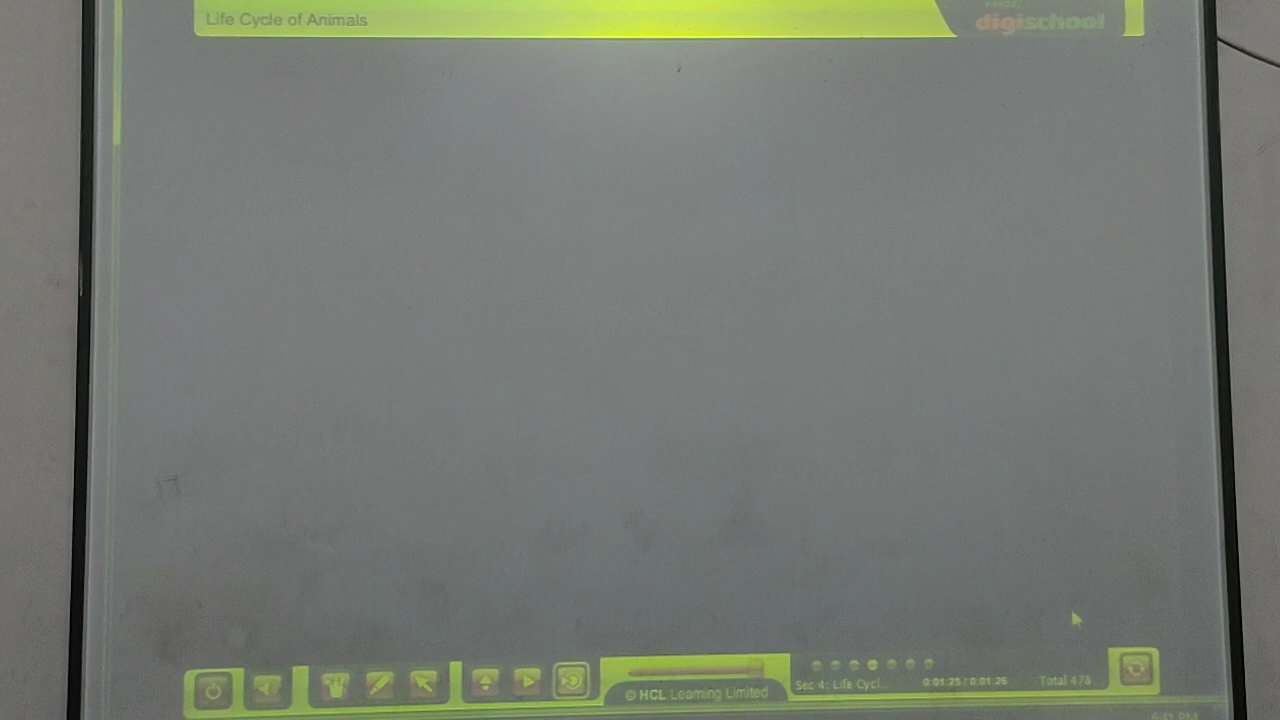 Life Cycle of Animals
digischool
© HCL Learning Limited
Sec 4: Life Cycl...
0:01:25 / 0:01:26
Total 478